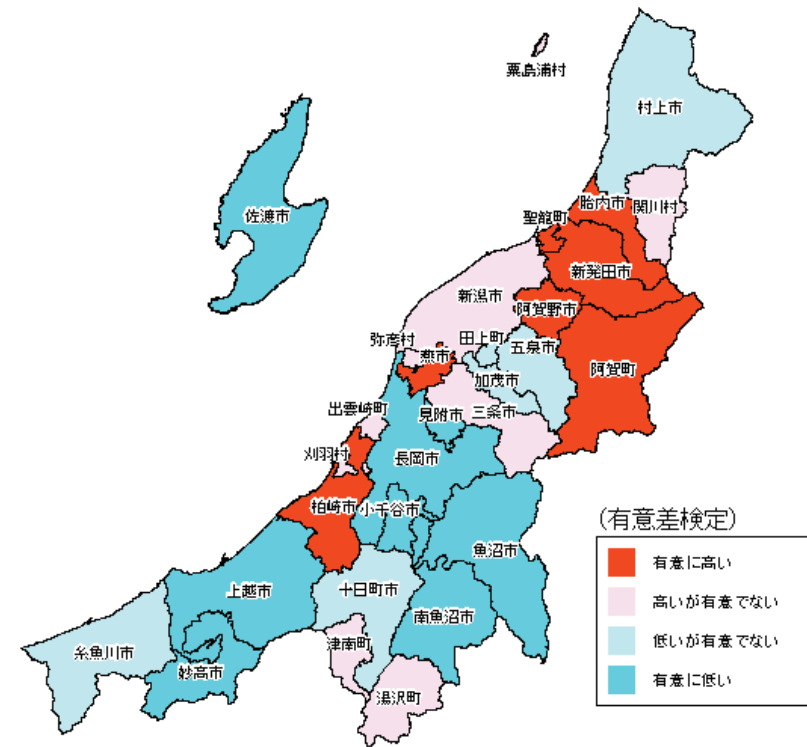 粟島浦村
村上市
佐渡市
胎内市
関川村
聖籠町
新発田市
新潟市
阿賀野市
弥彦村
燕市
田上町
五泉市
加茂市
阿賀町
出雲崎町
見附市
三条市
刈羽村
長岡市
柏崎市
小千谷市
魚沼市
上越市
十日町市
南魚沼市
糸魚川市
妙高市
津南町
湯沢町
(有意差検定)
有意に高い
高いが有意でない
低いが有意でない
有意に低い